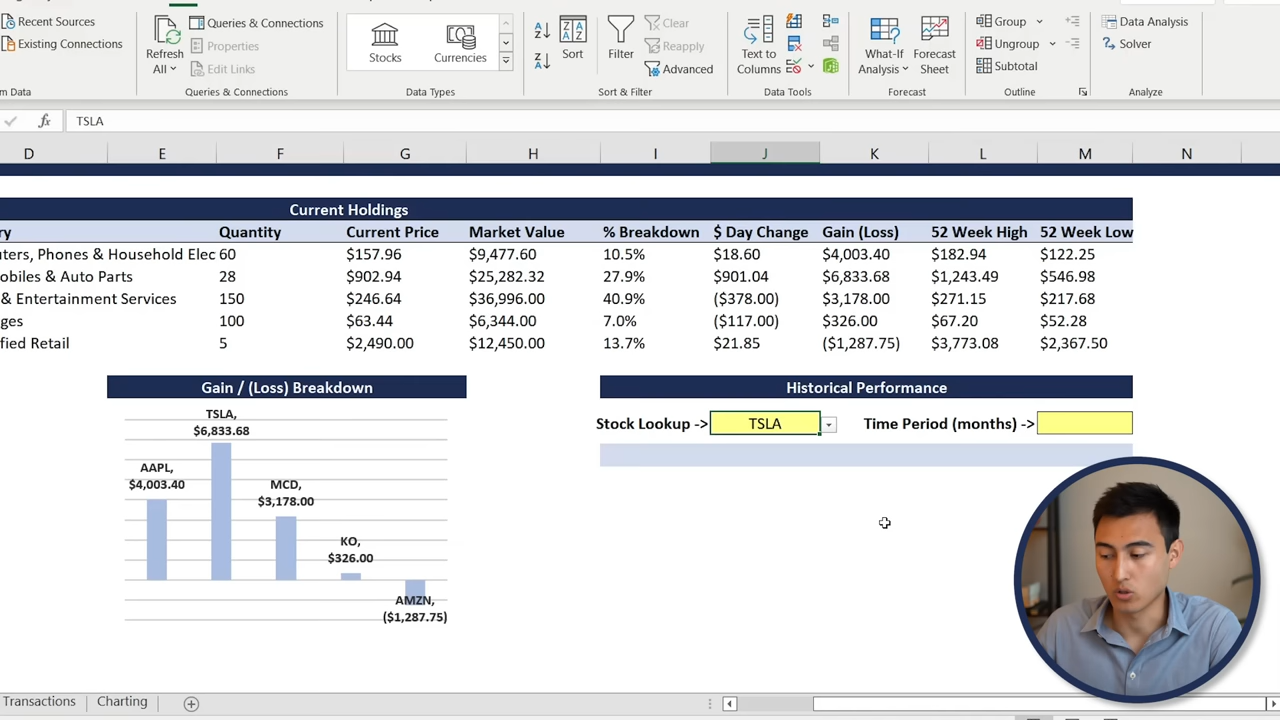 Recent Sources
Existing Connections
m Data
Refresh
All
Queries & Connections
Properties
Edit Links
Queries & Connections
Stocks
Currencies
Data Types
Sort
Filter
Clear
Reapply
Advanced
Sort & Filter
Text to
Columns
Data Tools
What-If
Analysis
Forecast
Sheet
Forecast
Group
Ungroup
Subtotal
Outline
Data Analysis
Solver
Analyze
fx TSLA
D E F G H I J K L M N
Current Holdings
ry Quantity Current Price Market Value % Breakdown $ Day Change Gain (Loss) 52 Week High 52 Week Low
uters, Phones & Household Elec 60 $157.96 $9,477.60 10.5% $18.60 $4,003.40 $182.94 $122.25
nobiles & Auto Parts 28 $902.94 $25,282.32 27.9% $901.04 $6,833.68 $1,243.49 $546.98
& Entertainment Services 150 $246.64 $36,996.00 40.9% ($378.00) $3,178.00 $271.15 $217.68
ges 100 $63.44 $6,344.00 7.0% ($117.00) $326.00 $67.20 $52.28
fied Retail 5 $2,490.00 $12,450.00 13.7% $21.85 ($1,287.75) $3,773.08 $2,367.50
Gain / (Loss) Breakdown
TSLA,
$6,833.68
AAPL,
$4,003.40
MCD,
$3,178.00
KO,
$326.00
AMZN,
($1,287.75)
Historical Performance
Stock Lookup -> TSLA Time Period (months) ->
Transactions Charting